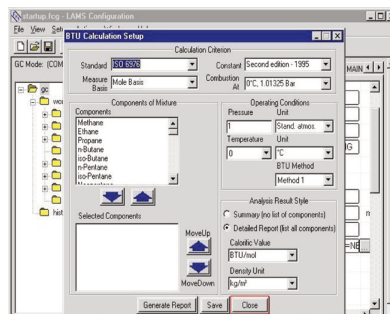 startup.fcg - LAMS Configuration
File View
BTU Calculation Setup
GC Mode: (COM
MAIN
gc
Calculation Criterion
Standard ISO 6976
Constant Second edition - 1995
Measure Basis Mole Basis
Combustion At 0°C, 1.01325 Bar
Components of Mixture
Components
Methane
Ethane
Propane
n-Butane
iso-Butane
n-Pentane
iso-Pentane
Selected Components
MoveUp
MoveDown
Operating Conditions
Pressure Unit
1 Stand. atmos.
Temperature Unit
0 °C
BTU Method
Method 1
Analysis Result Style
Summary (no list of components)
Detailed Report (list all components)
Calorific Value
BTU/mol
Density Unit
kg/m³
Generate Report Save Close